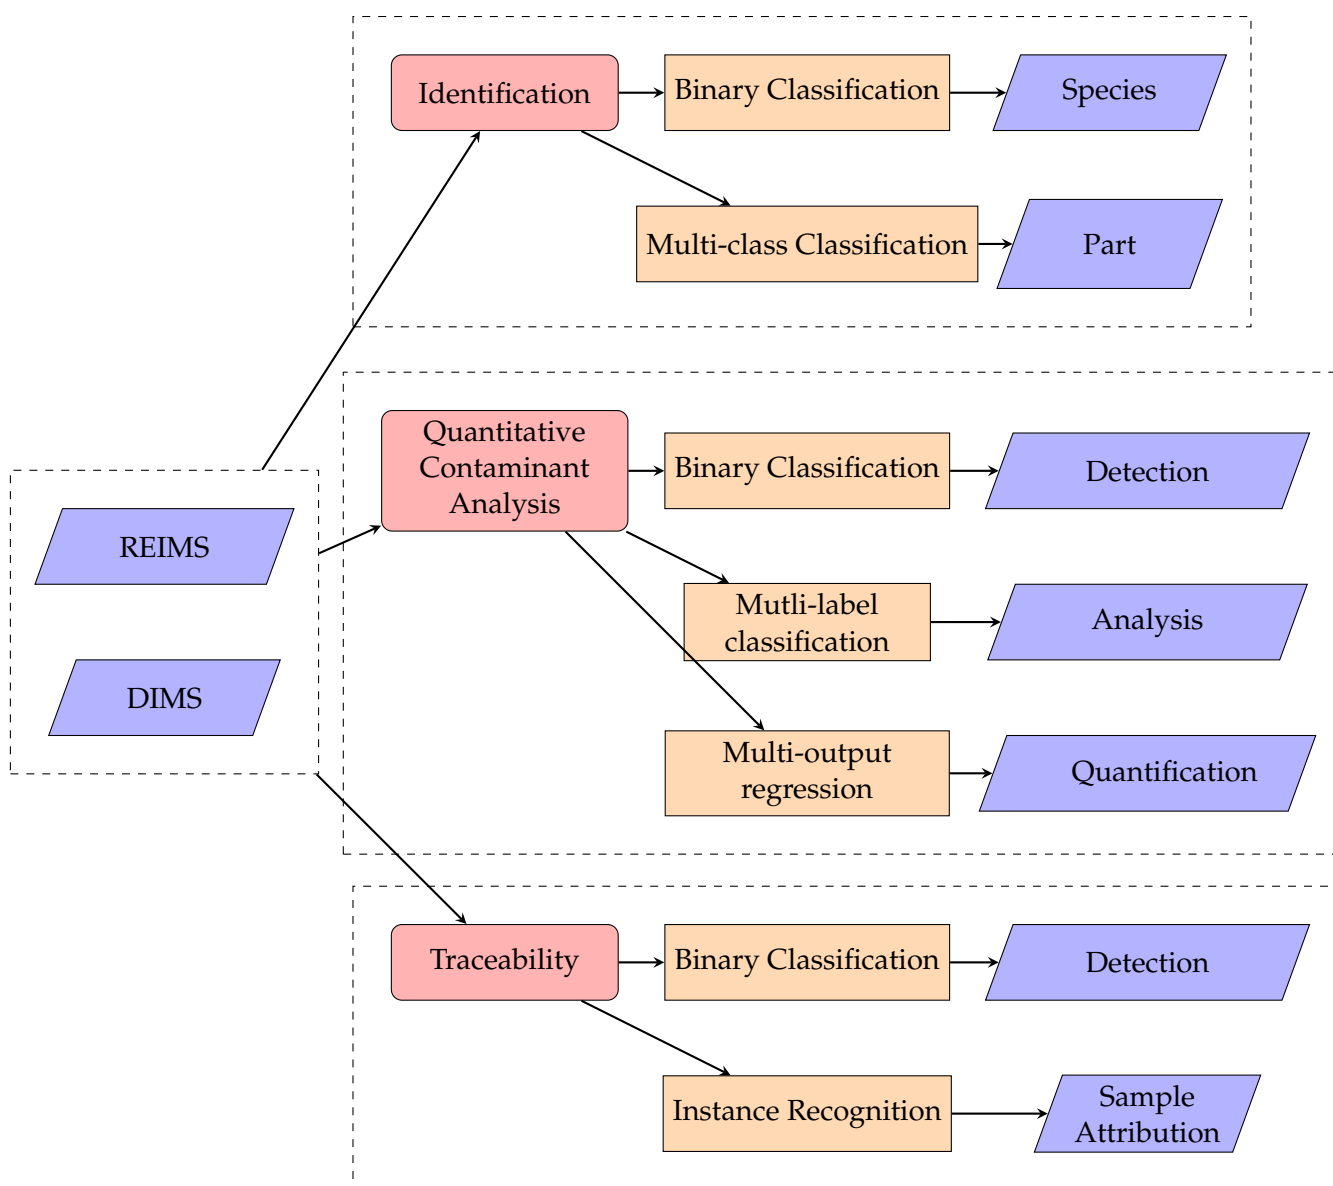 Identification
Binary Classification
Species
Multi-class Classification
Part
Quantitative
Contaminant
Analysis
Binary Classification
Detection
REIMS
Mutli-label
classification
Analysis
DIMS
Multi-output
regression
Quantification
Traceability
Binary Classification
Detection
Instance Recognition
Sample
Attribution